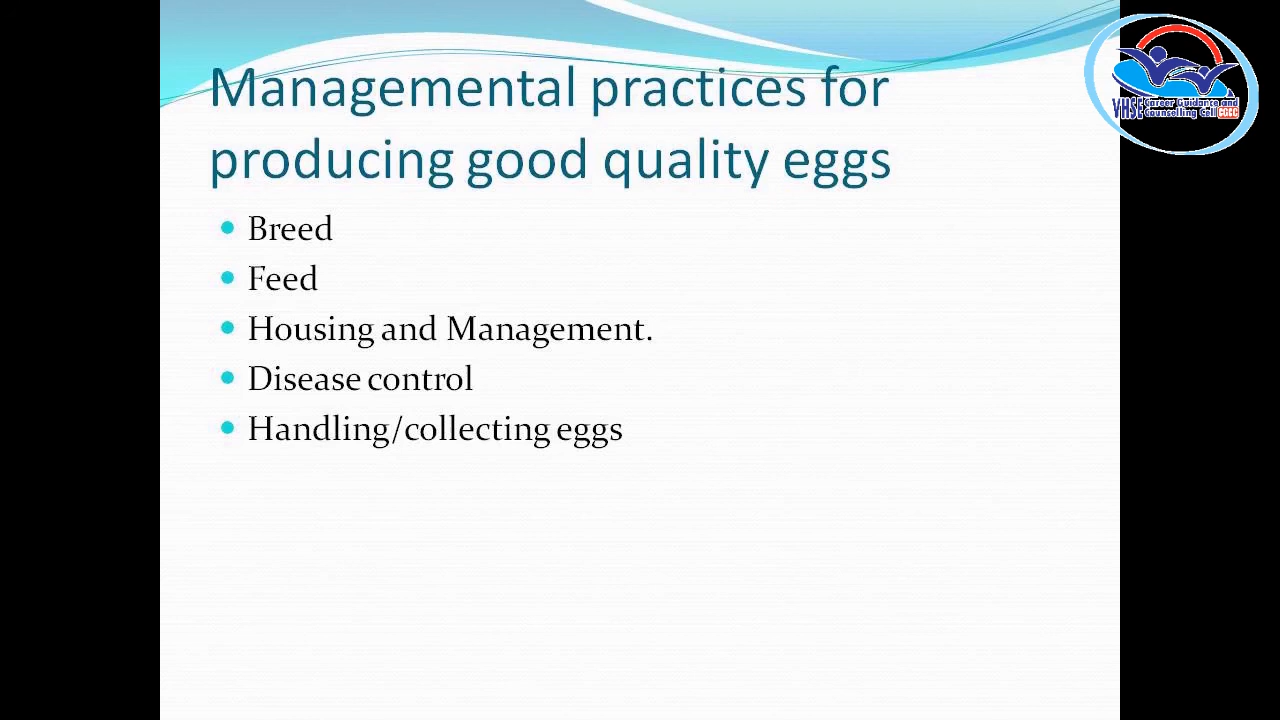 Managemental practices for
producing good quality eggs
Breed
Feed
Housing and Management.
Disease control
Handling/collecting eggs
VHSE Career Guidance and
Counselling Cell CGCC